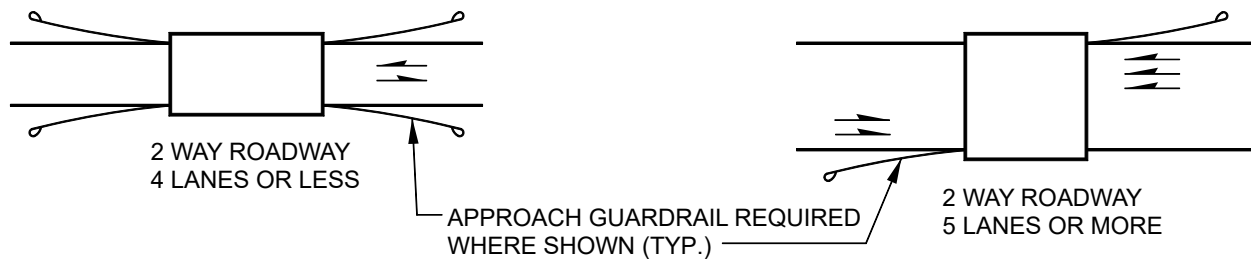 2 WAY ROADWAY
4 LANES OR LESS
APPROACH GUARDRAIL REQUIRED
WHERE SHOWN (TYP.)
2 WAY ROADWAY
5 LANES OR MORE